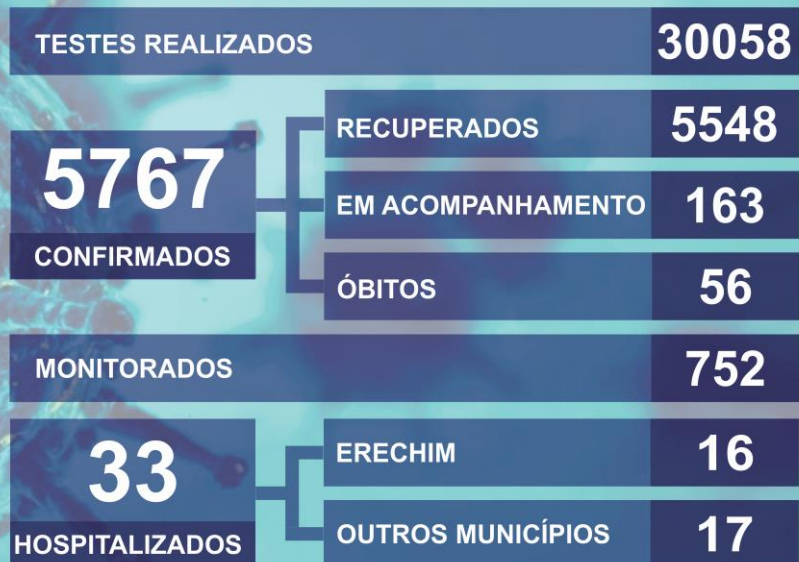 TESTES REALIZADOS 30058
5767
CONFIRMADOS
RECUPERADOS 5548
EM ACOMPANHAMENTO 163
ÓBITOS 56
MONITORADOS 752
33
HOSPITALIZADOS
ERECHIM 16
OUTROS MUNICÍPIOS 17